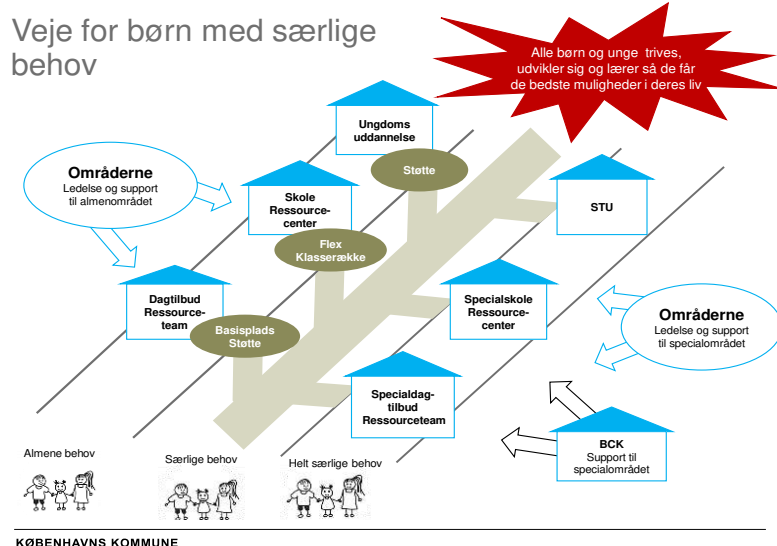 Veje for børn med særlige
behov
Alle børn og unge trives,
udvikler sig og lærer så de får
de bedste muligheder i deres liv
Ungdoms
uddannelse
Områderne
Ledelse og support
til almenområdet
Støtte
Skole
Ressource-
center
STU
Flex
Klasserække
Dagtilbud
Ressource-
team
Specialskole
Ressource-
center
Områderne
Ledelse og support
til specialområdet
Basisplads
Støtte
Specialdag-
tilbud
Ressourceteam
BCK
Support til
specialområdet
Almene behov
Særlige behov
Helt særlige behov
KØBENHAVNS KOMMUNE